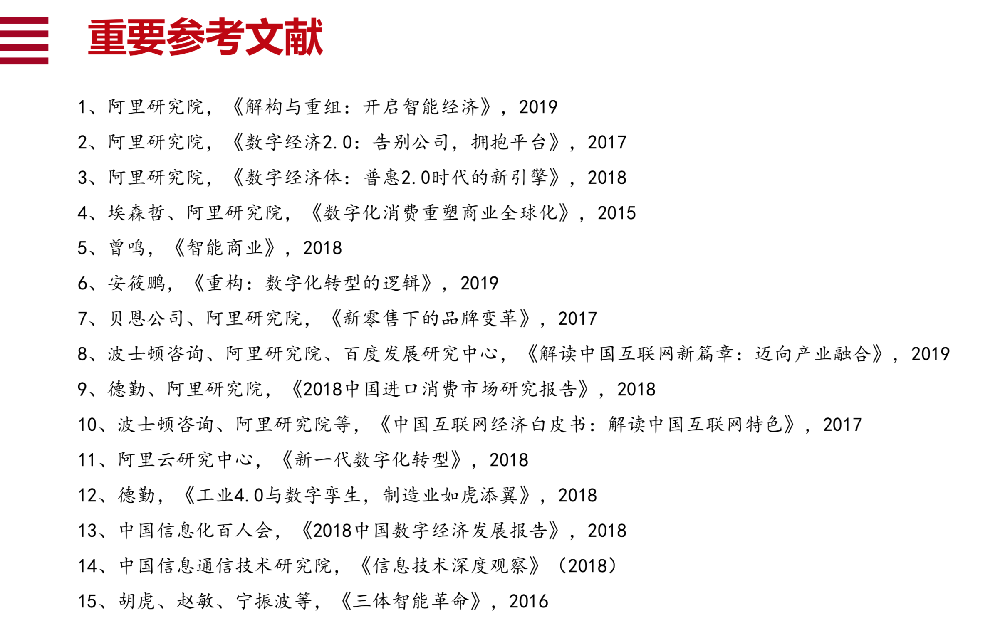 重要参考文献
1、阿里研究院，《解构与重组：开启智能经济》，2019
2、阿里研究院，《数字经济2.0：告别公司，拥抱平台》，2017
3、阿里研究院，《数字经济体：普惠2.0时代的新引擎》，2018
4、埃森哲、阿里研究院，《数字化消费重塑商业全球化》，2015
5、曾鸣，《智能商业》，2018
6、安筱鹏，《重构：数字化转型的逻辑》，2019
7、贝恩公司、阿里研究院，《新零售下的品牌变革》，2017
8、波士顿咨询、阿里研究院、百度发展研究中心，《解读中国互联网新篇章：迈向产业融合》，2019
9、德勤、阿里研究院，《2018中国进口消费市场研究报告》，2018
10、波士顿咨询、阿里研究院等，《中国互联网经济白皮书：解读中国互联网特色》，2017
11、阿里云研究中心，《新一代数字化转型》，2018
12、德勤，《工业4.0与数字孪生，制造业如虎添翼》，2018
13、中国信息化百人会，《2018中国数字经济发展报告》，2018
14、中国信息通信技术研究院，《信息技术深度观察》（2018）
15、胡虎、赵敏、宁振波等，《三体智能革命》，2016